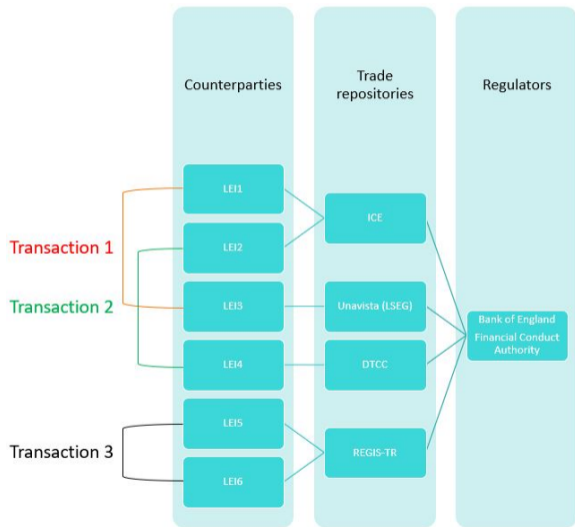 Counterparties
Trade
repositories
Regulators
LEI1
ICE
Transaction 1
LEI2
Transaction 2
LEI3
Unavista (LSEG)
Bank of England
Financial Conduct
Authority
LEI4
DTCC
LEI5
Transaction 3
REGIS-TR
LEI6